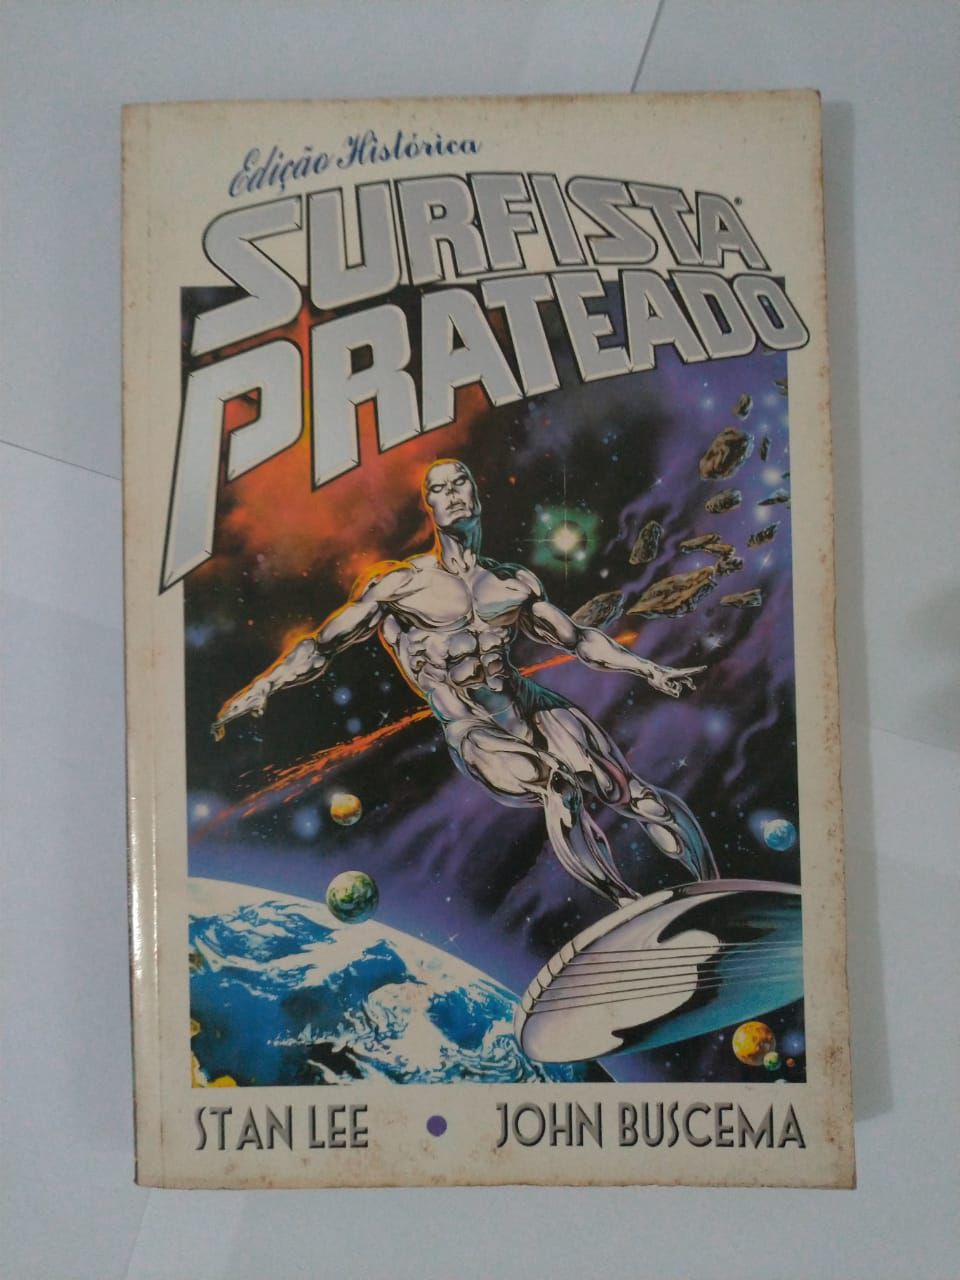 Edição Histórica
SURFISTA®
PRATEADO
STAN LEE • JOHN BUSCEMA